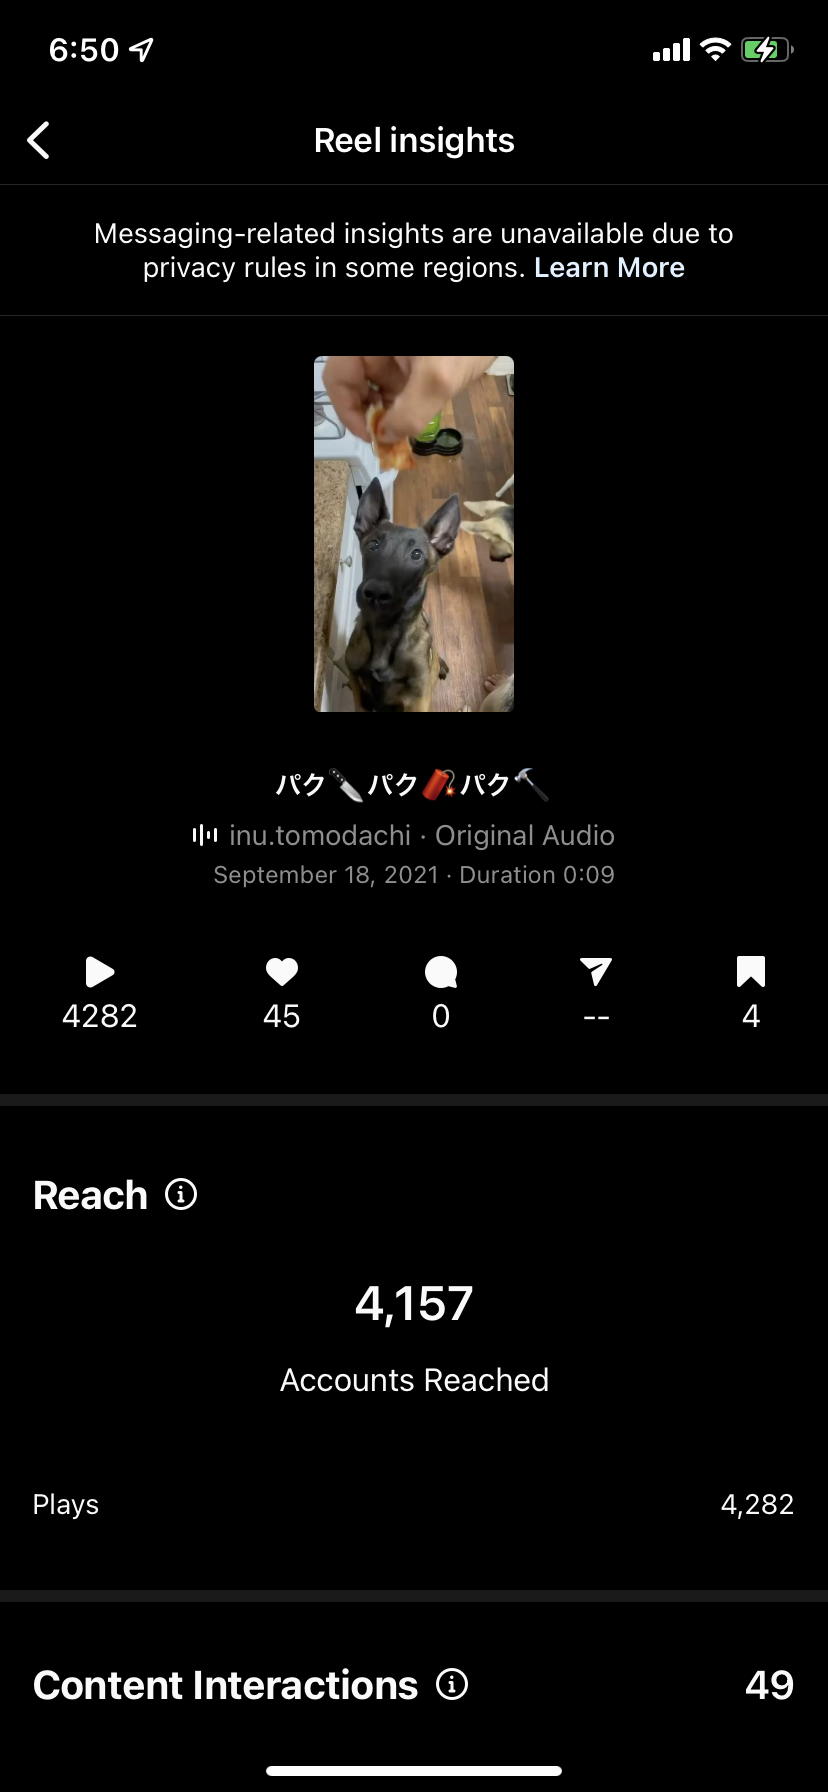 6:50
Reel insights
Messaging-related insights are unavailable due to
privacy rules in some regions. Learn More
パク🔪パク🧨パク🔨
inu.tomodachi · Original Audio
September 18, 2021 · Duration 0:09
4282 45 0 -- 4
Reach
4,157
Accounts Reached
Plays 4,282
Content Interactions 49